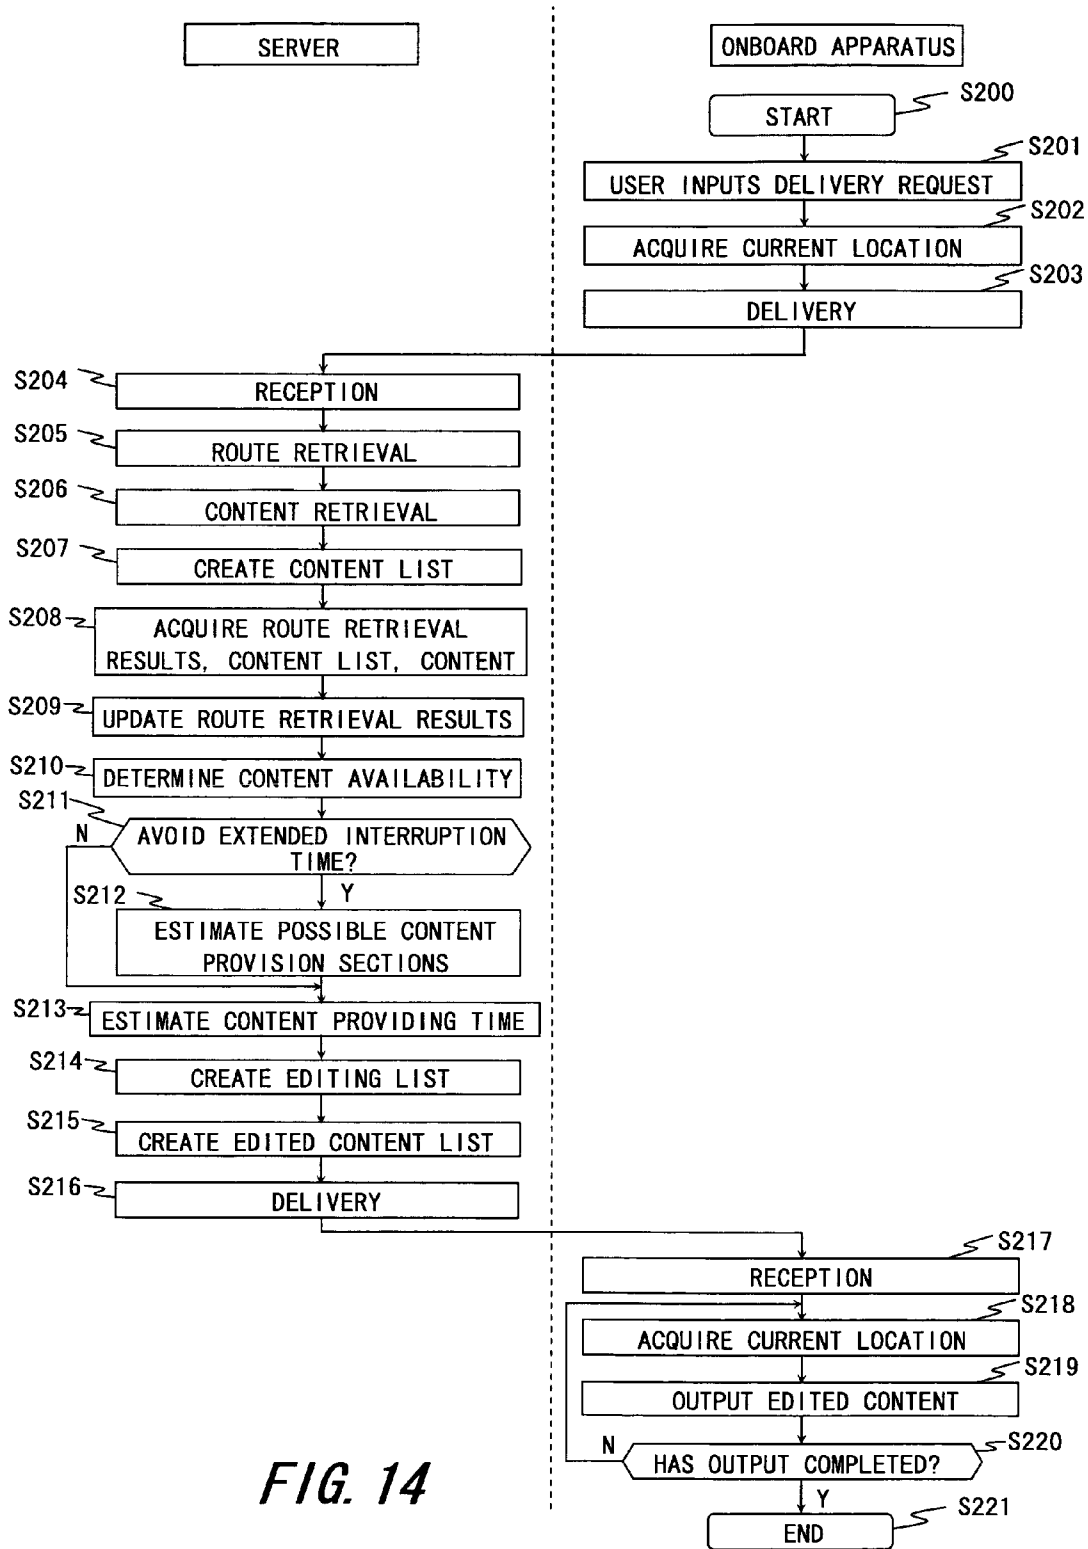 SERVER
ONBOARD APPARATUS
START
S200
S201
USER INPUTS DELIVERY REQUEST
S202
ACQUIRE CURRENT LOCATION
S203
DELIVERY
S204
RECEPTION
S205
ROUTE RETRIEVAL
S206
CONTENT RETRIEVAL
S207
CREATE CONTENT LIST
S208
ACQUIRE ROUTE RETRIEVAL
RESULTS, CONTENT LIST, CONTENT
S209
UPDATE ROUTE RETRIEVAL RESULTS
S210
DETERMINE CONTENT AVAILABILITY
S211
N
AVOID EXTENDED INTERRUPTION
TIME?
Y
S212
ESTIMATE POSSIBLE CONTENT
PROVISION SECTIONS
S213
ESTIMATE CONTENT PROVIDING TIME
S214
CREATE EDITING LIST
S215
CREATE EDITED CONTENT LIST
S216
DELIVERY
S217
RECEPTION
S218
ACQUIRE CURRENT LOCATION
S219
OUTPUT EDITED CONTENT
S220
N
HAS OUTPUT COMPLETED?
Y
S221
END
FIG. 14